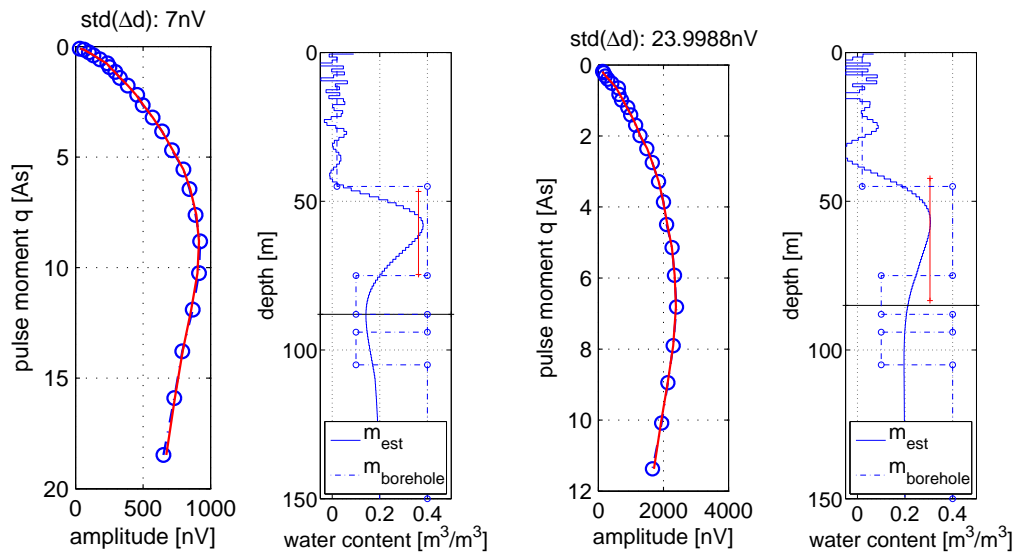 std(Δd): 7nV
0
5
10
15
20
pulse moment q [As]
0
500
1000
amplitude [nV]
0
50
100
150
depth [m]
m_est
m_borehole
0
0.2
0.4
water content [m³/m³]
std(Δd): 23.9988nV
0
2
4
6
8
10
12
pulse moment q [As]
0
2000
4000
amplitude [nV]
0
50
100
150
depth [m]
m_est
m_borehole
0
0.2
0.4
water content [m³/m³]